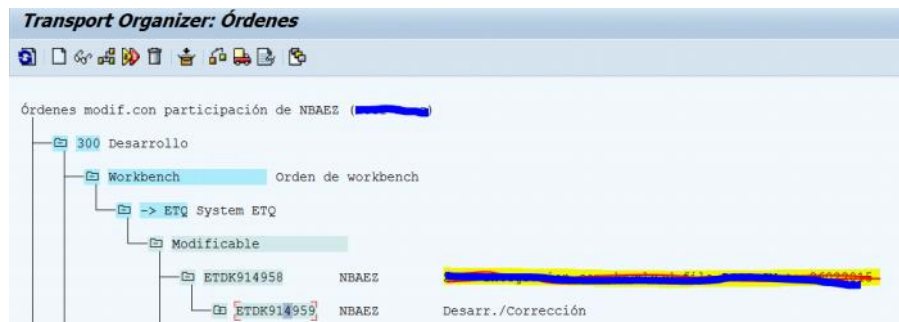 Transport Organizer: Órdenes
Órdenes modif.con participación de NBAEZ (
300 Desarrollo
Workbench Orden de workbench
-> ETQ System ETQ
Modificable
ETDK914958 NBAEZ
ETDK914959 NBAEZ Desarr./Corrección